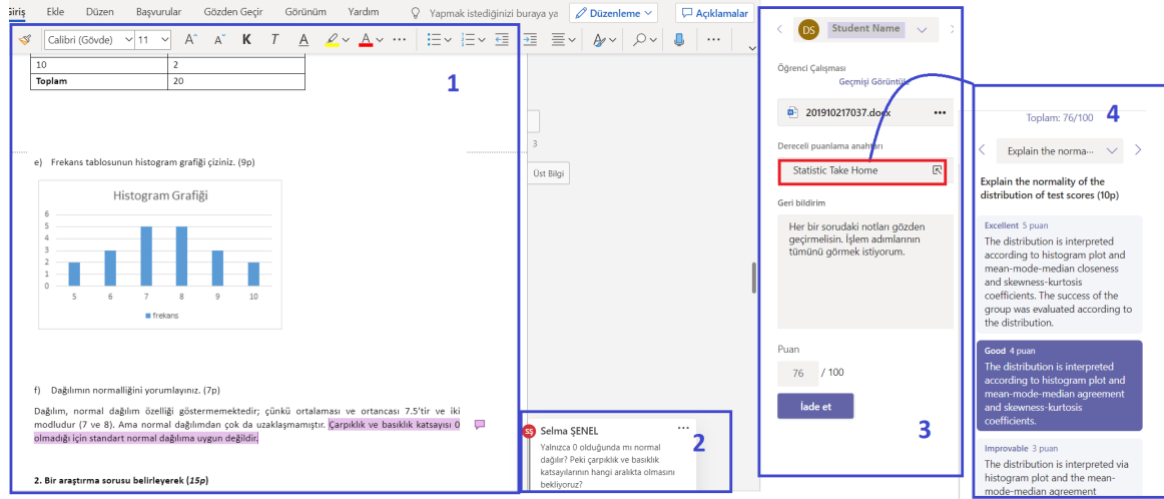 Giriş Ekle Düzen Başvurular Gözden Geçir Görünüm Yardım Yapmak istediğinizi buraya ya Düzenleme Açıklamalar
Calibri (Gövde) 11 A A K T A A
1
10 2
Toplam 20
e) Frekans tablosunun histogram grafiği çiziniz. (9p)
Histogram Grafiği
6
5
4
3
2
1
0
5 6 7 8 9 10
frekans
f) Dağılımın normalliğini yorumlayınız. (7p)
Dağılım, normal dağılım özelliği göstermemektedir; çünkü ortalaması ve ortancası 7.5'tir ve iki
modludur (7 ve 8). Ama normal dağılımdan çok da uzaklaşmamıştır. Çarpıklık ve basıklık katsayısı 0
olmadığı için standart normal dağılıma uygun değildir.
2. Bir araştırma sorusu belirleyerek (15p)
3
Üst Bilgi
SŞ Selma ŞENEL
2
Yalnızca 0 olduğunda mı normal
dağılır? Peki çarpıklık ve basıklık
katsayılarının hangi aralıkta olmasını
bekliyoruz?
DS Student Name
Öğrenci Çalışması
Geçmişi Görüntüle
201910217037.docx
Dereceli puanlama anahtarı
Statistic Take Home
Geri bildirim
Her bir sorudaki notları gözden
geçirmelisin. İşlem adımlarının
tümünü görmek istiyorum.
Puan
76 / 100
İade et
3
4
Toplam: 76/100
Explain the norma...
Explain the normality of the
distribution of test scores (10p)
Excellent 5 puan
The distribution is interpreted
according to histogram plot and
mean-mode-median closeness
and skewness-kurtosis
coefficients. The success of the
group was evaluated according to
the distribution.
Good 4 puan
The distribution is interpreted
according to histogram plot and
mean-mode-median agreement
and skewness-kurtosis
coefficients.
Improvable 3 puan
The distribution is interpreted via
histogram plot and the mean-
mode-median agreement